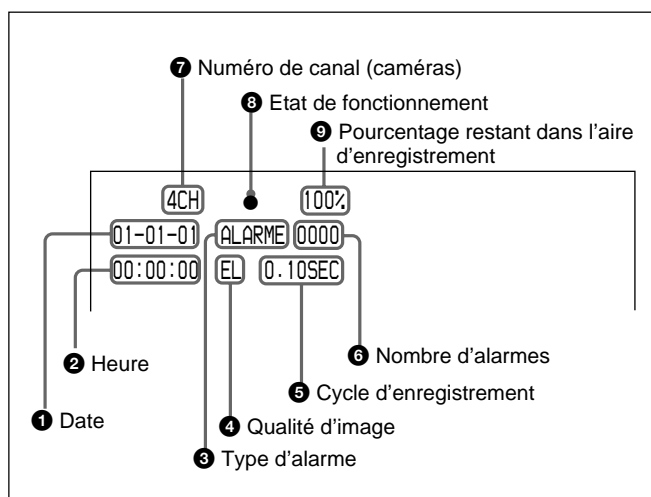 ❼ Numéro de canal (caméras)
❽ Etat de fonctionnement
❾ Pourcentage restant dans l'aire
d'enregistrement
4CH 100%
01-01-01 ALARME 0000
00:00:00 EL 0.10SEC
❻ Nombre d'alarmes
❷ Heure
❺ Cycle d'enregistrement
❶ Date
❹ Qualité d'image
❸ Type d'alarme